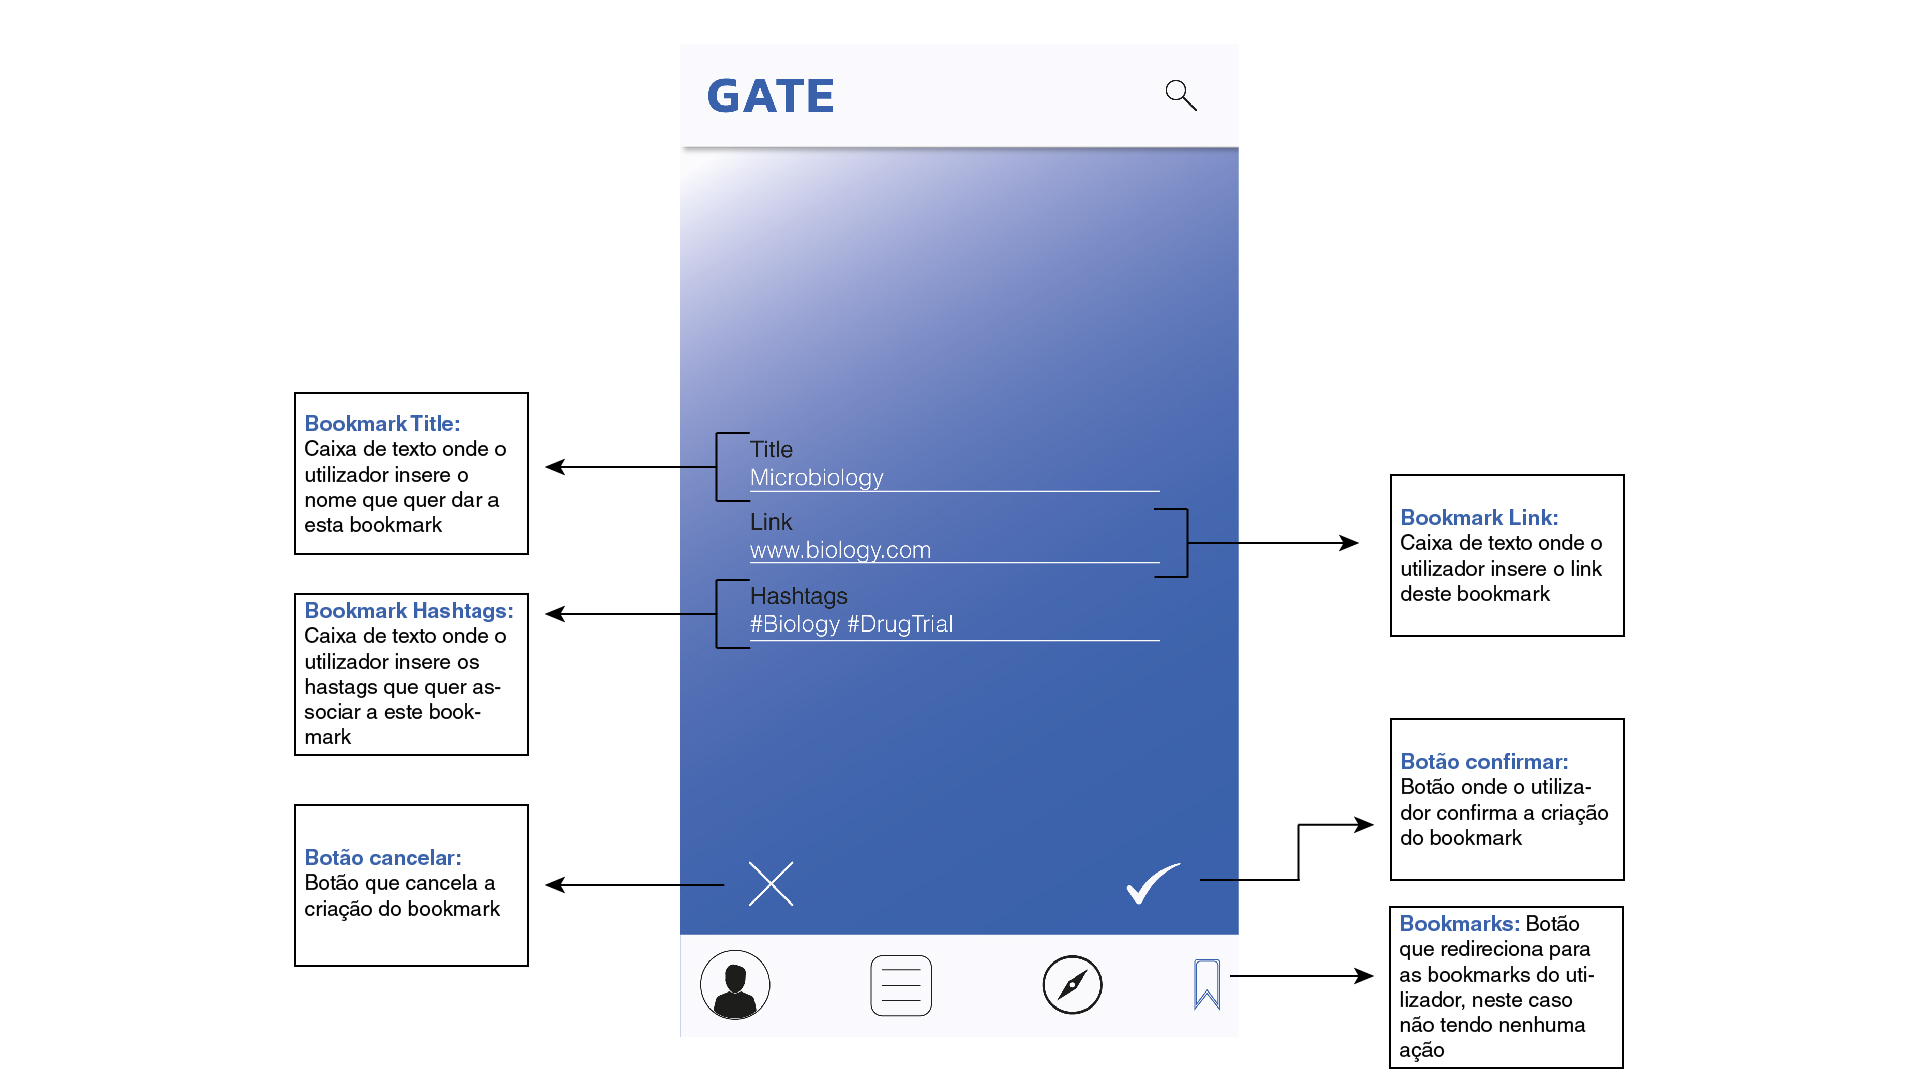 GATE
Bookmark Title:
Caixa de texto onde o
utilizador insere o
nome que quer dar a
esta bookmark
Title
Microbiology
Link
www.biology.com
Hashtags
#Biology #DrugTrial
Bookmark Link:
Caixa de texto onde o
utilizador insere o link
deste bookmark
Bookmark Hashtags:
Caixa de texto onde o
utilizador insere os
hastags que quer as-
sociar a este book-
mark
Botão confirmar:
Botão onde o utiliza-
dor confirma a criação
do bookmark
Botão cancelar:
Botão que cancela a
criação do bookmark
Bookmarks: Botão
que redireciona para
as bookmarks do uti-
lizador, neste caso
não tendo nenhuma
ação